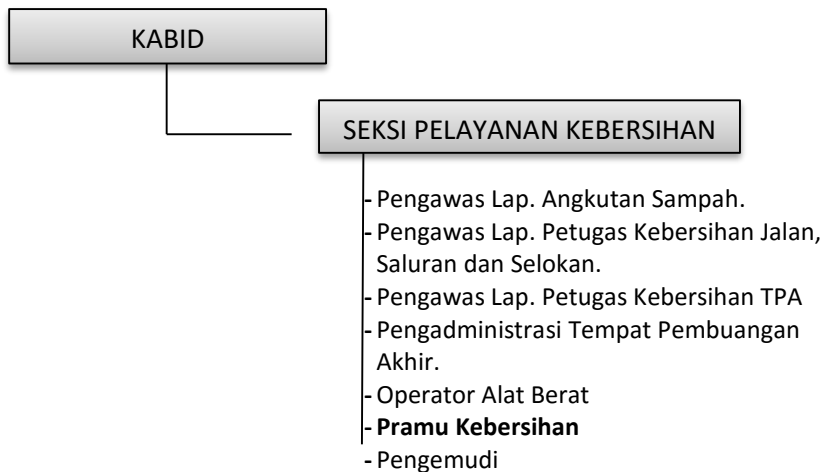 KABID
SEKSI PELAYANAN KEBERSIHAN
- Pengawas Lap. Angkutan Sampah.
- Pengawas Lap. Petugas Kebersihan Jalan,
Saluran dan Selokan.
- Pengawas Lap. Petugas Kebersihan TPA
- Pengadministrasi Tempat Pembuangan
Akhir.
- Operator Alat Berat
- Pramu Kebersihan
- Pengemudi